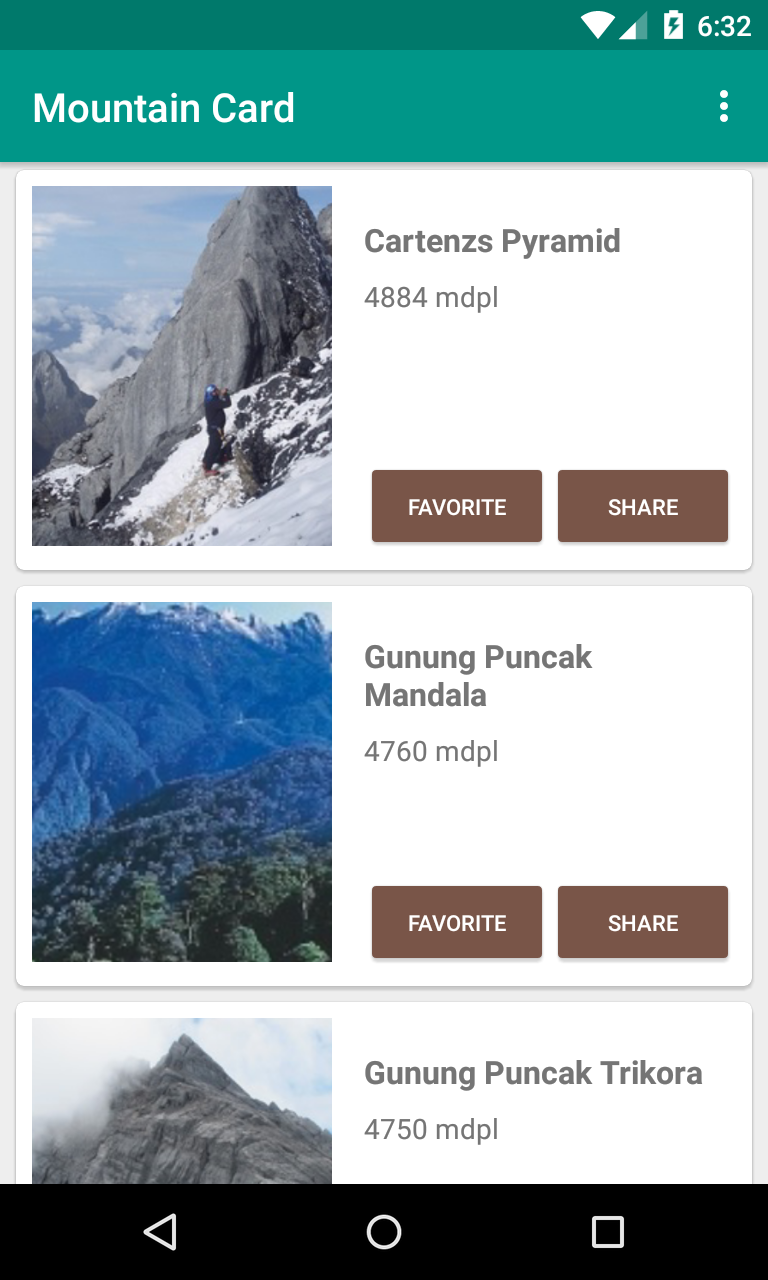 6:32
Mountain Card
Cartenzs Pyramid
4884 mdpl
FAVORITE SHARE
Gunung Puncak
Mandala
4760 mdpl
FAVORITE SHARE
Gunung Puncak Trikora
4750 mdpl